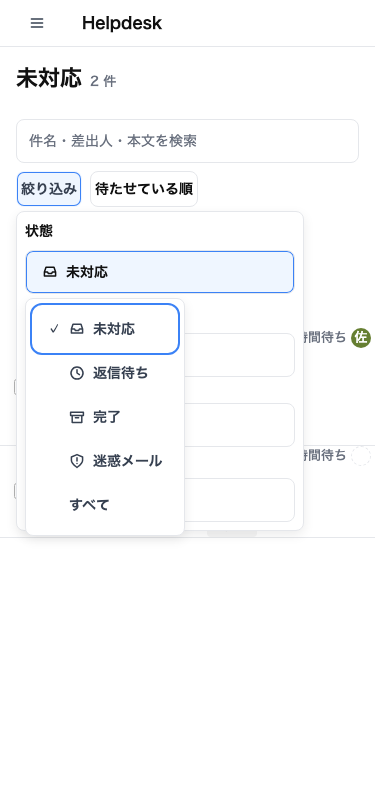 Helpdesk
未対応 2 件
件名・差出人・本文を検索
絞り込み 待たせている順
状態
未対応
✓ 未対応
間待ち 佐
返信待ち
完了
間待ち
迷惑メール
すべて